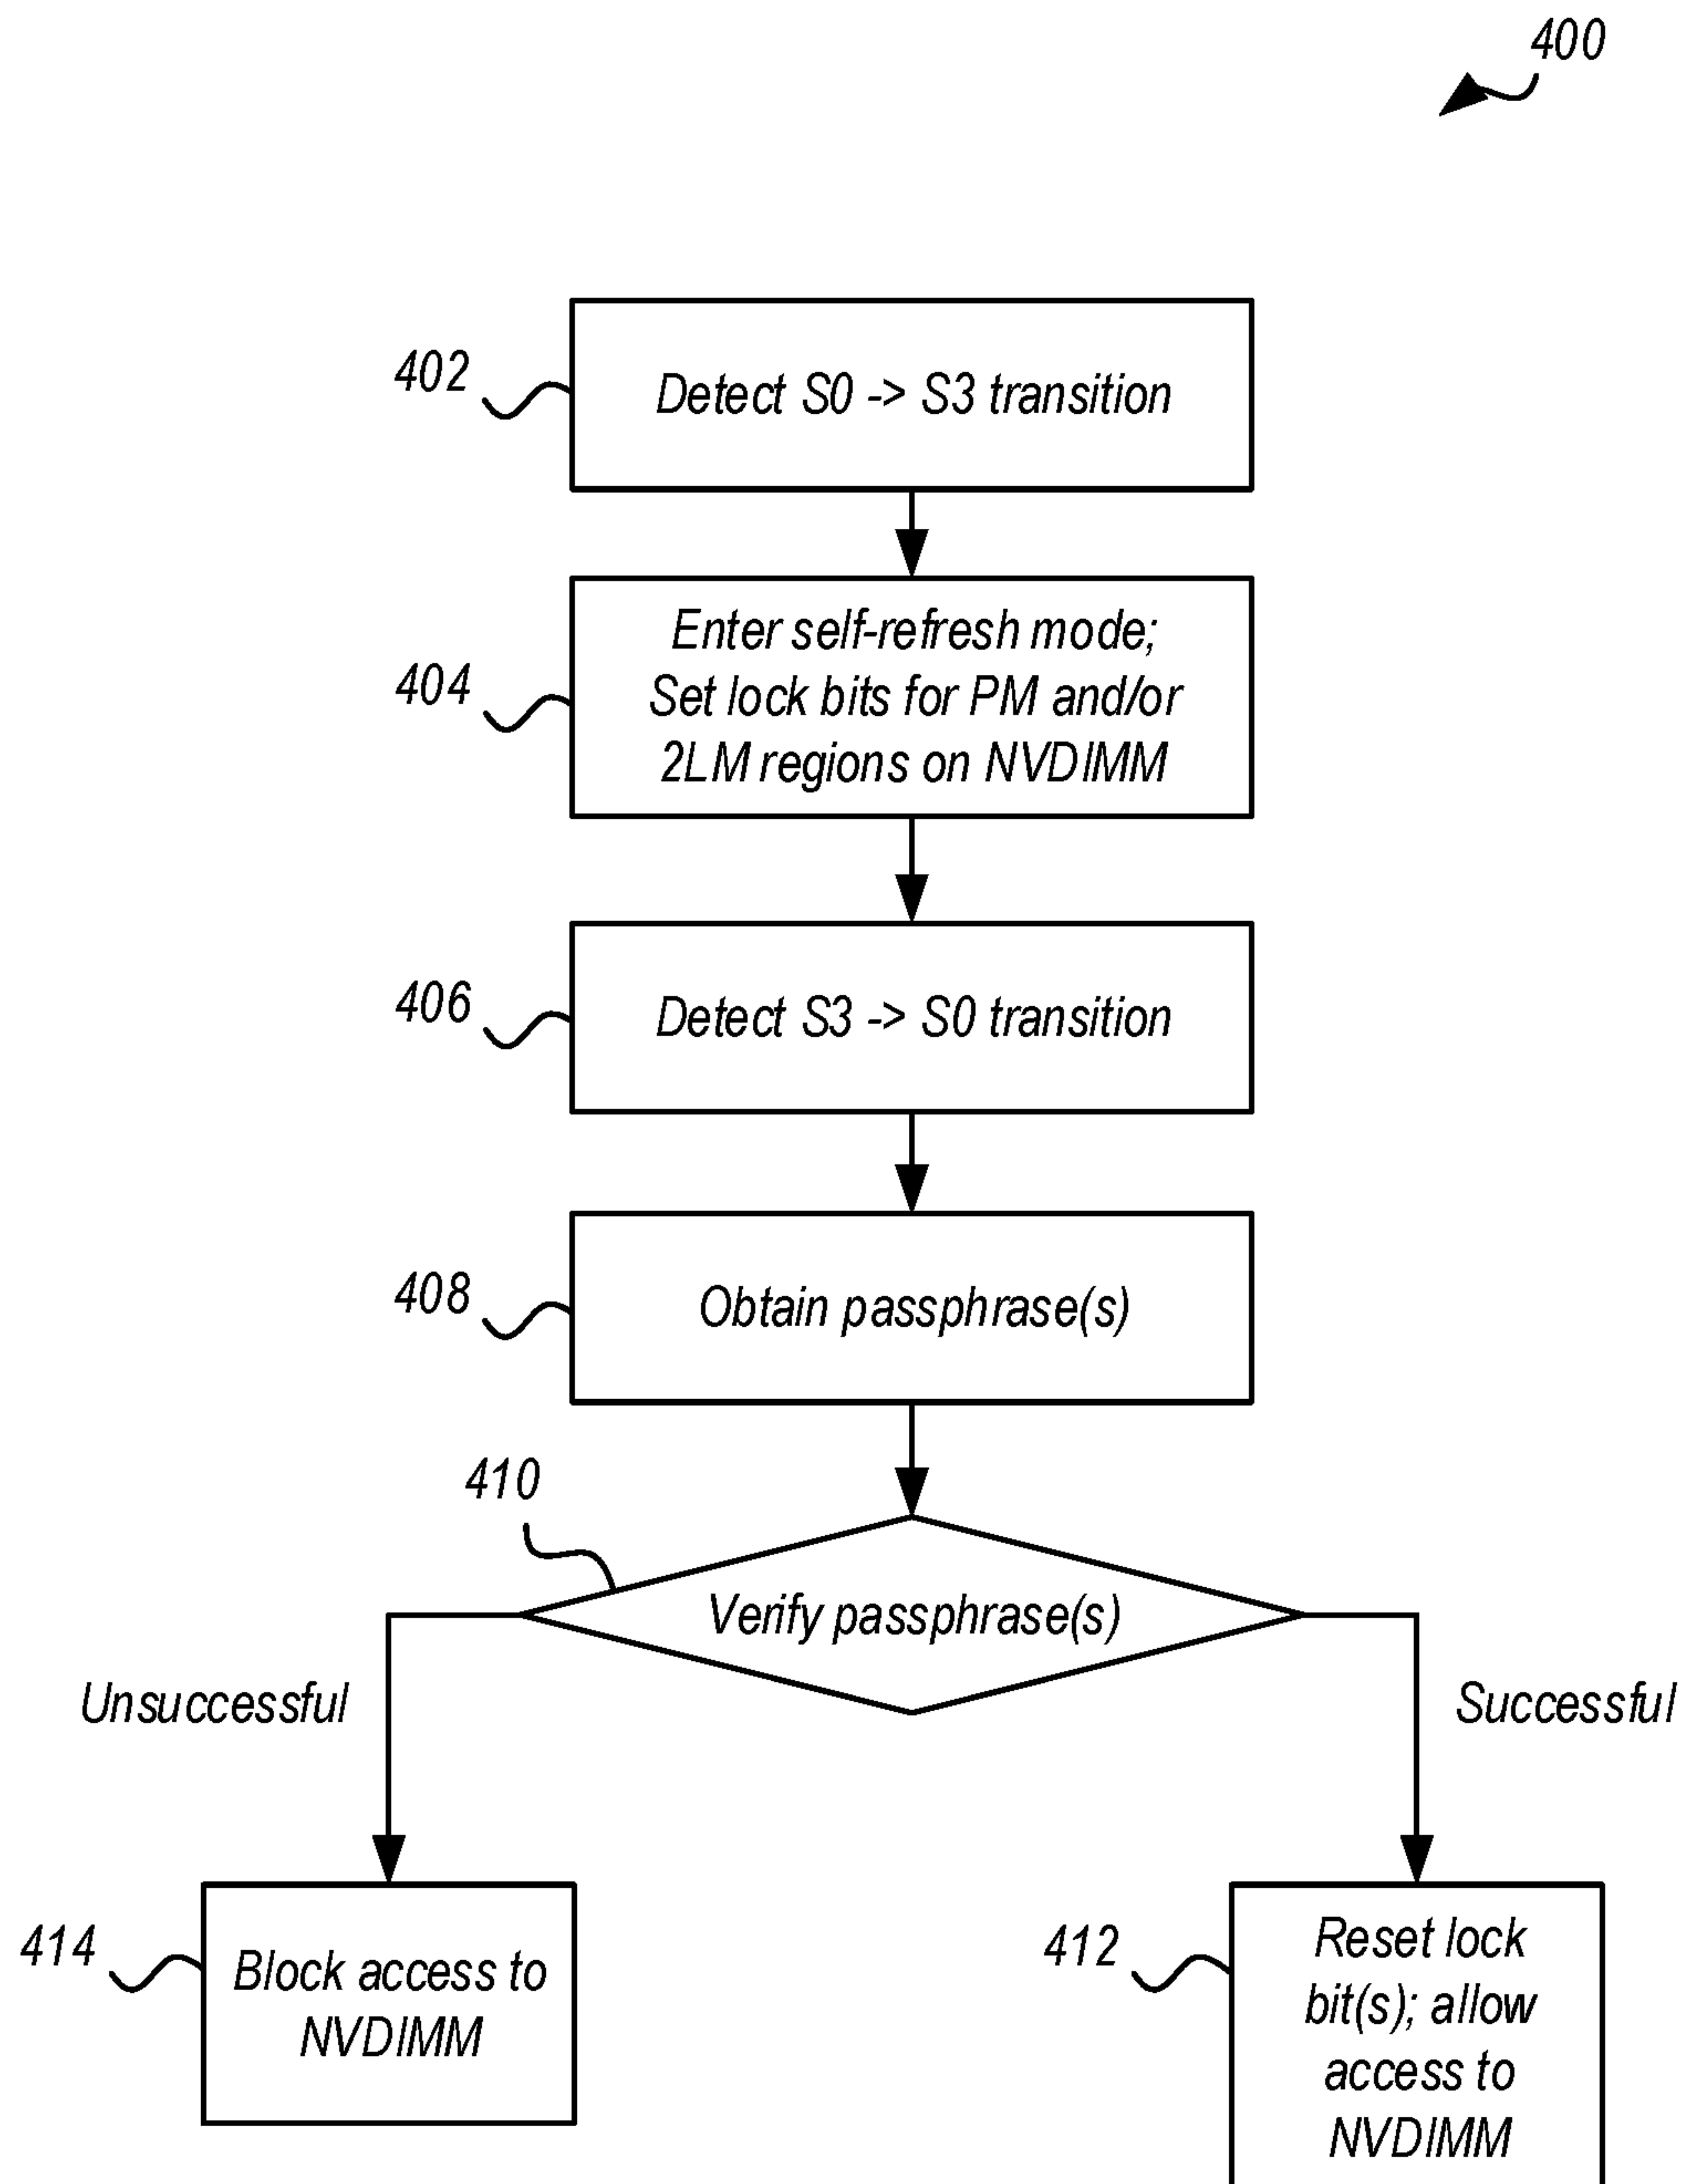 400
402
Detect S0 -> S3 transition
404
Enter self-refresh mode;
Set lock bits for PM and/or
2LM regions on NVDIMM
406
Detect S3 -> S0 transition
408
Obtain passphrase(s)
410
Verify passphrase(s)
Unsuccessful
Successful
414
Block access to
NVDIMM
412
Reset lock
bit(s); allow
access to
NVDIMM